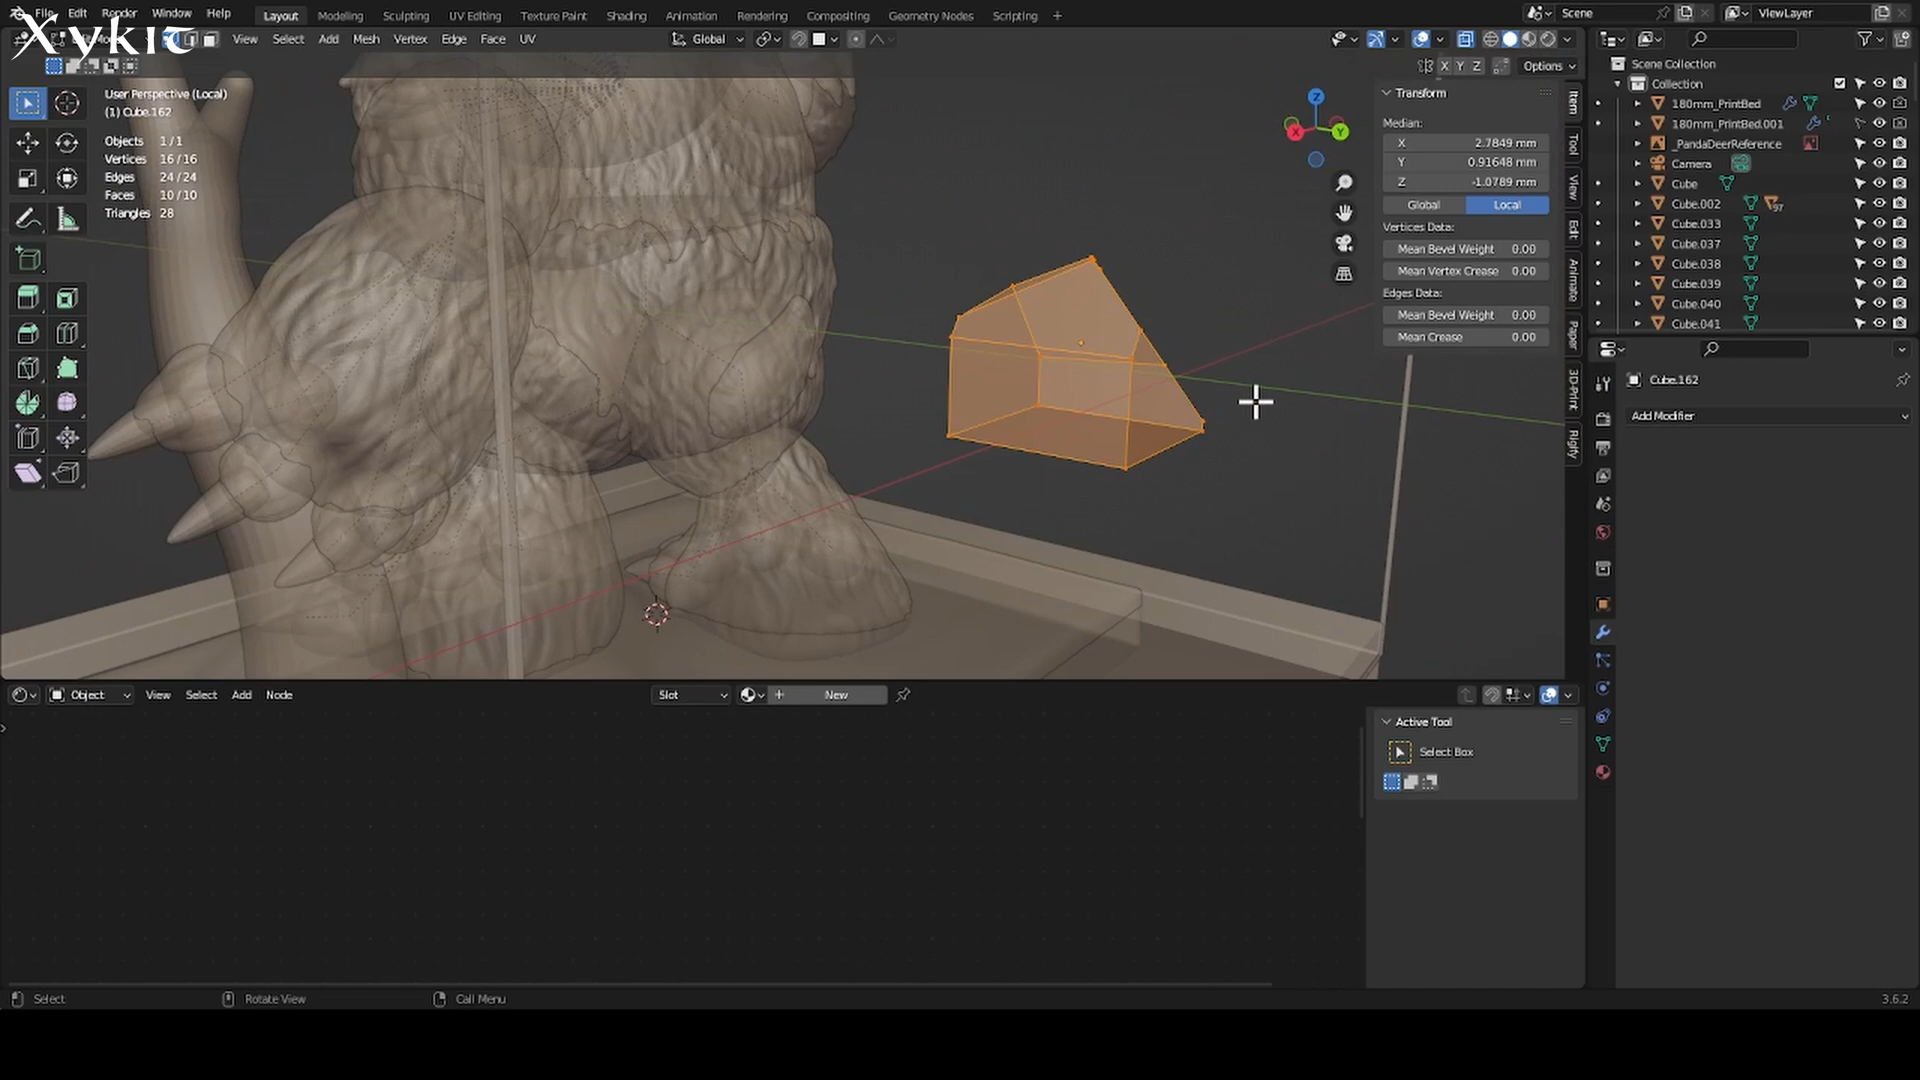 File Edit Render Window Help Layout Modeling Sculpting UV Editing Texture Paint Shading Animation Rendering Compositing Geometry Nodes Scripting + Scene ViewLayer
Xykit
View Select Add Mesh Vertex Edge Face UV Global
X Y Z Options
User Perspective (Local)
(1) Cube.162
Objects 1/1
Vertices 16/16
Edges 24/24
Faces 10/10
Triangles 28
Z
X
Y
Transform
Median:
X 2.7849 mm
Y 0.91648 mm
Z -1.0789 mm
Global Local
Vertices Data:
Mean Bevel Weight 0.00
Mean Vertex Crease 0.00
Edges Data:
Mean Bevel Weight 0.00
Mean Crease 0.00
Item
Tool
View
Edit
Animate
Paper
3D-Print
Rigify
Scene Collection
Collection
180mm_PrintBed
180mm_PrintBed.001
_PandaDeerReference
Camera
Cube
Cube.002 97
Cube.033
Cube.037
Cube.038
Cube.039
Cube.040
Cube.041
Cube.162
Add Modifier
Object View Select Add Node Slot + New
Active Tool
Select Box
Select Rotate View Call Menu 3.6.2